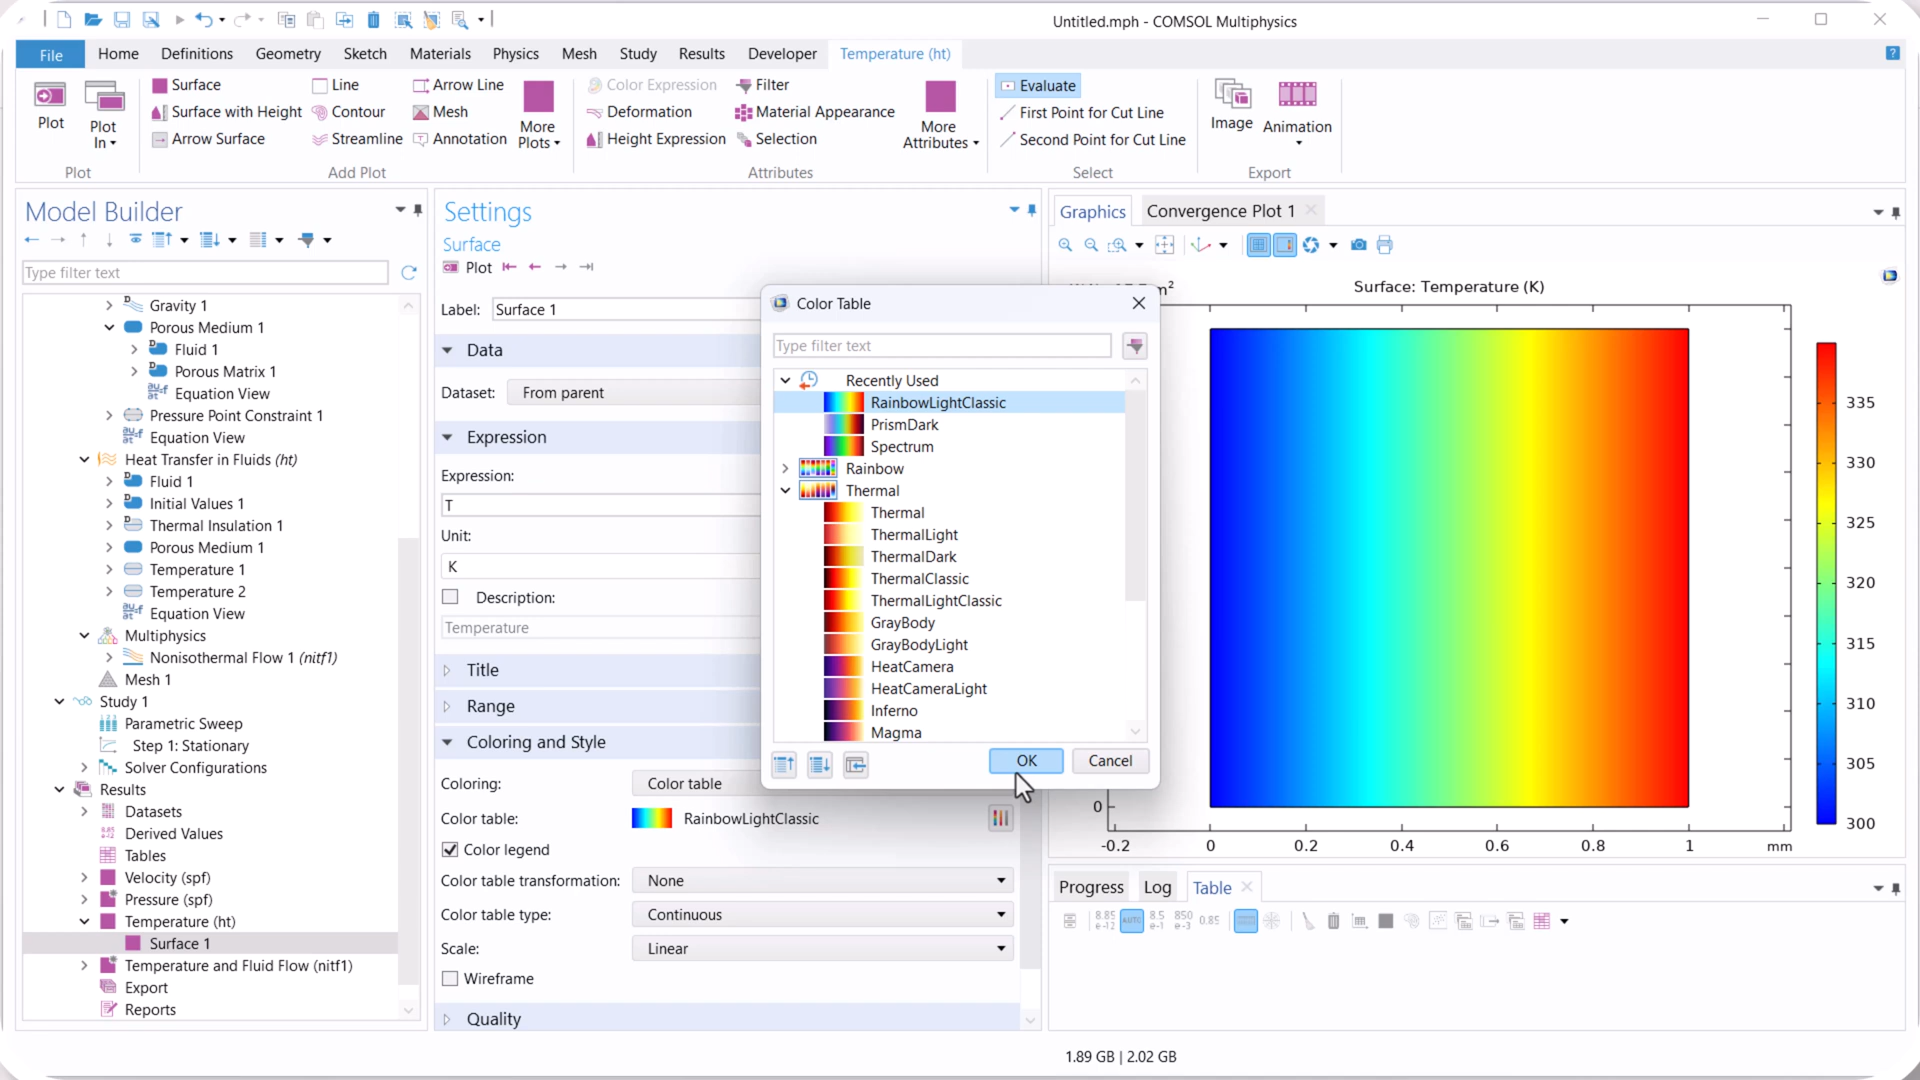 Untitled.mph - COMSOL Multiphysics
File Home Definitions Geometry Sketch Materials Physics Mesh Study Results Developer Temperature (ht)
Plot
Plot In
Plot
Surface
Surface with Height
Arrow Surface
Line
Contour
Streamline
Arrow Line
Mesh
Annotation
More Plots
Add Plot
Color Expression
Deformation
Height Expression
Filter
Material Appearance
Selection
More Attributes
Attributes
Evaluate
First Point for Cut Line
Second Point for Cut Line
Select
Image
Animation
Export
Model Builder
Type filter text
Gravity 1
Porous Medium 1
Fluid 1
Porous Matrix 1
Equation View
Pressure Point Constraint 1
Equation View
Heat Transfer in Fluids (ht)
Fluid 1
Initial Values 1
Thermal Insulation 1
Porous Medium 1
Temperature 1
Temperature 2
Equation View
Multiphysics
Nonisothermal Flow 1 (nitf1)
Mesh 1
Study 1
Parametric Sweep
Step 1: Stationary
Solver Configurations
Results
Datasets
Derived Values
Tables
Velocity (spf)
Pressure (spf)
Temperature (ht)
Surface 1
Temperature and Fluid Flow (nitf1)
Export
Reports
Settings
Surface
Plot
Label: Surface 1
Data
Dataset: From parent
Expression
Expression:
T
Unit:
K
Description:
Temperature
Title
Range
Coloring and Style
Coloring: Color table
Color table: RainbowLightClassic
Color legend
Color table transformation: None
Color table type: Continuous
Scale: Linear
Wireframe
Quality
Color Table
Type filter text
Recently Used
RainbowLightClassic
PrismDark
Spectrum
Rainbow
Thermal
Thermal
ThermalLight
ThermalDark
ThermalClassic
ThermalLightClassic
GrayBody
GrayBodyLight
HeatCamera
HeatCameraLight
Inferno
Magma
OK Cancel
Graphics Convergence Plot 1
Surface: Temperature (K)
335
330
325
320
315
310
305
300
0
-0.2 0 0.2 0.4 0.6 0.8 1 mm
Progress Log Table
8.85 e-12 AUTO 8.5 e-1 850 e-3 0.85
1.89 GB | 2.02 GB